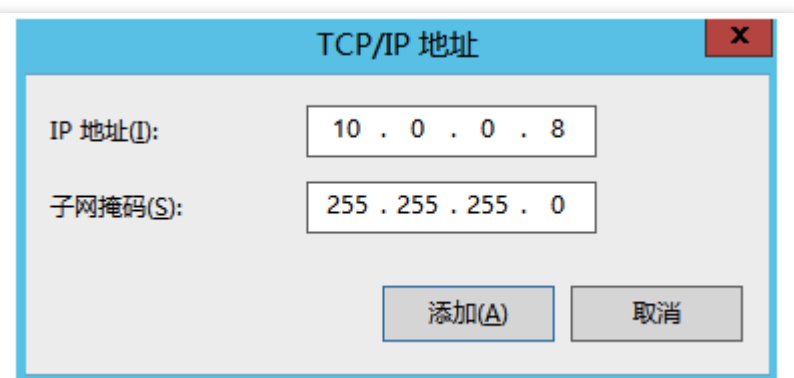 TCP/IP 地址
x
IP 地址(I): 10 . 0 . 0 . 8
子网掩码(S): 255 . 255 . 255 . 0
添加(A) 取消